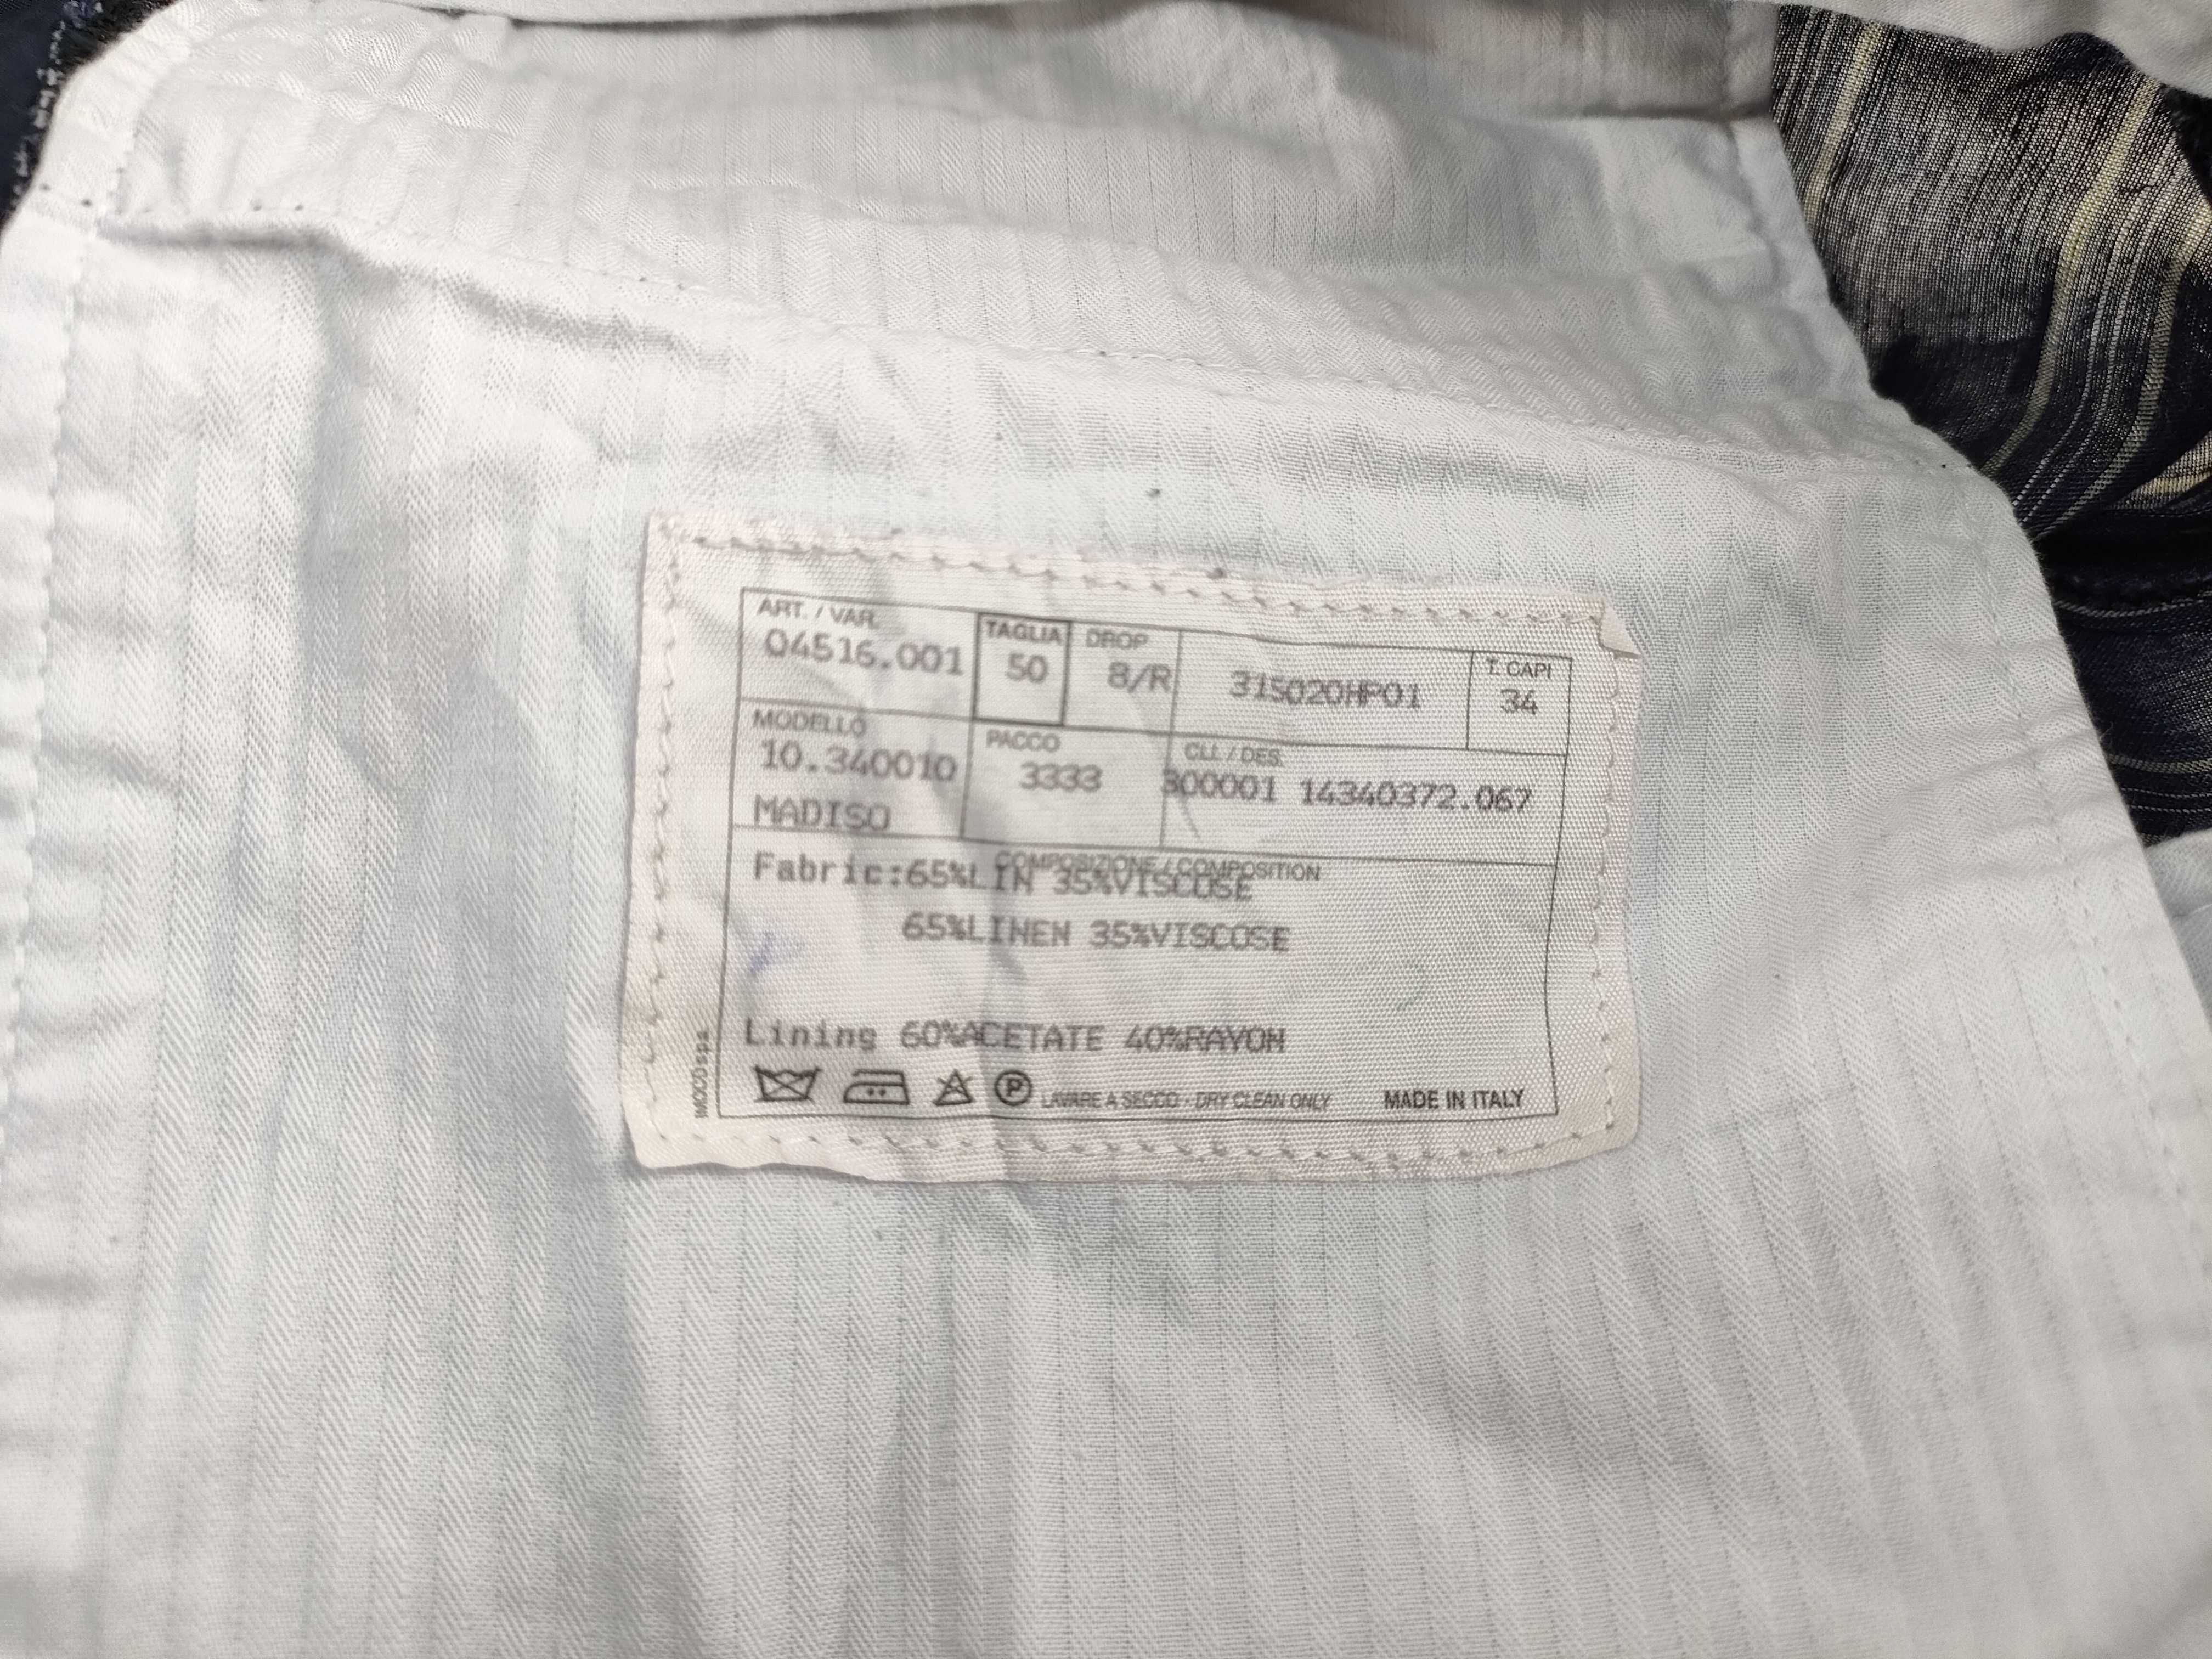 ART. / VAR. TAGLIA DROP T. CAPI
04516.001 50 8/R 315020HP01 34
MODELLO PACCO CLL. / DES.
10.340010 3333 300001 14340372.067
MADISO
COMPOSIZIONE / COMPOSITION
Fabric:65%LIN 35%VISCOSE
65%LINEN 35%VISCOSE
Lining 60%ACETATE 40%RAYON
P LAVARE A SECCO - DRY CLEAN ONLY MADE IN ITALY